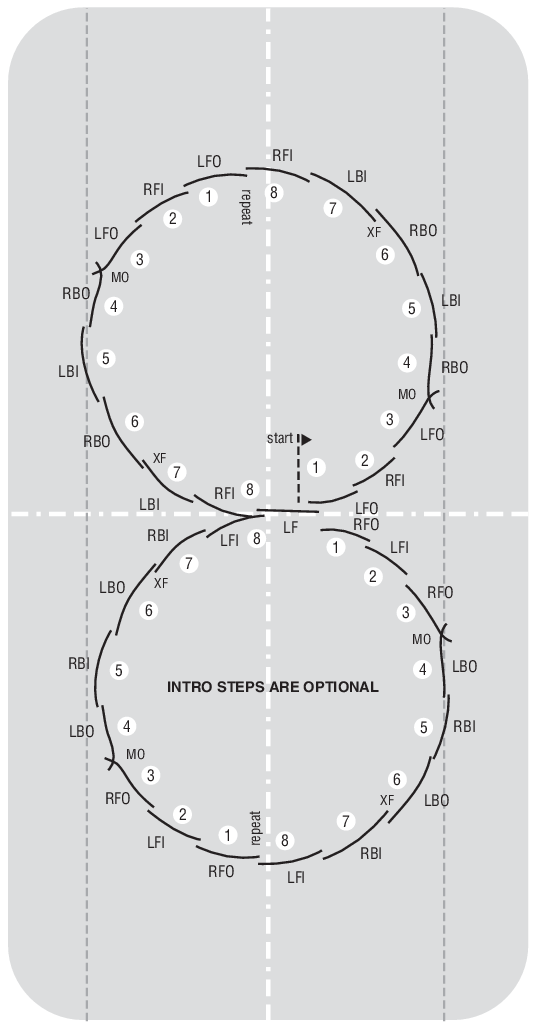 LFO
RFI
RFI
LBI
LFO
8
1
7
2
repeat
XF
RBO
LFO
3
6
MO
RBO
4
5
LBI
5
4
RBO
LBI
MO
3
LFO
6
RBO
start
XF
7
1
2
RFI
8
RFI
LBI
LFO
RFO
LF
RBI
LFI
8
1
LFI
7
2
XF
LBO
RFO
6
3
MO
RBI
5
4
LBO
INTRO STEPS ARE OPTIONAL
LBO
4
5
RBI
MO
3
6
XF
RFO
LBO
2
7
repeat
1
8
LFI
RBI
RFO
LFI